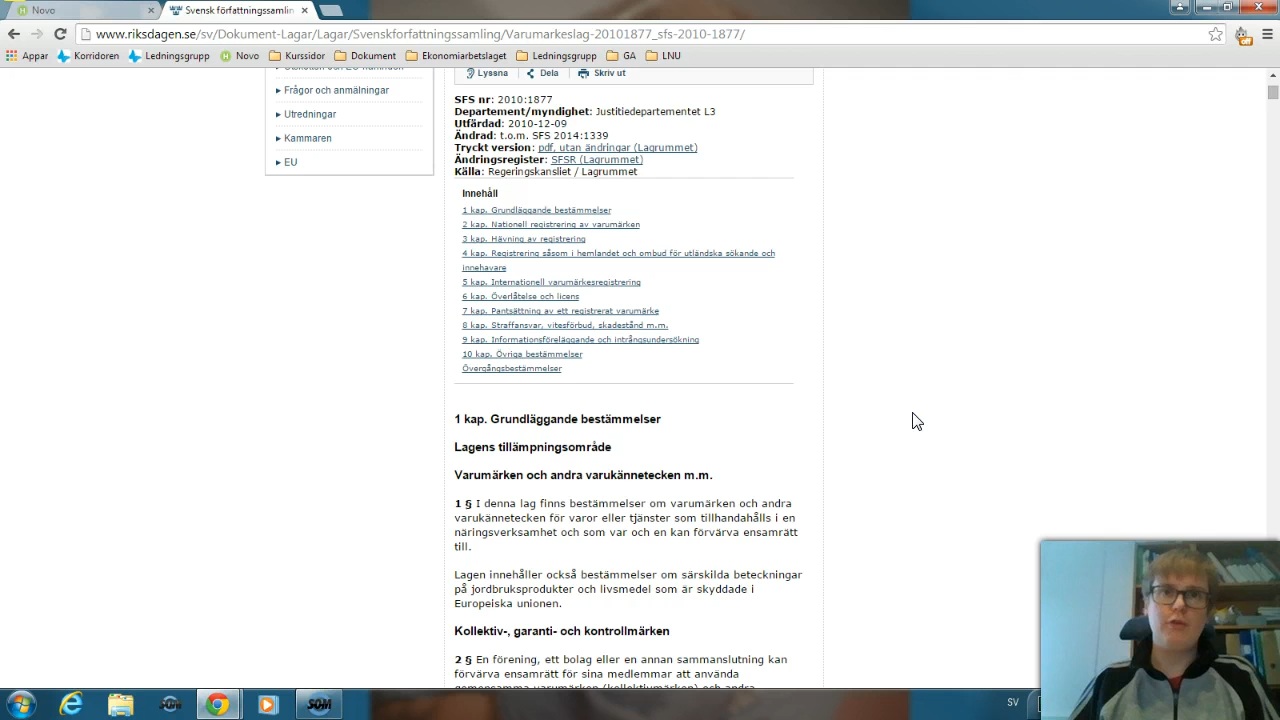 Novo
Svensk författningssamlin
www.riksdagen.se/sv/Dokument-Lagar/Lagar/Svenskforfattningssamling/Varumarkeslag-20101877_sfs-2010-1877/
Appar Korridoren Ledningsgrupp Novo Kurssidor Dokument Ekonomiarbetslaget Ledningsgrupp GA LNU
Frågor och anmälningar
Utredningar
Kammaren
EU
Lyssna Dela Skriv ut
SFS nr: 2010:1877
Departement/myndighet: Justitiedepartementet L3
Utfärdad: 2010-12-09
Ändrad: t.o.m. SFS 2014:1339
Tryckt version: pdf, utan ändringar (Lagrummet)
Ändringsregister: SFSR (Lagrummet)
Källa: Regeringskansliet / Lagrummet
Innehåll
1 kap. Grundläggande bestämmelser
2 kap. Nationell registrering av varumärken
3 kap. Hävning av registrering
4 kap. Registrering såsom i hemlandet och ombud för utländska sökande och
innehavare
5 kap. Internationell varumärkesregistrering
6 kap. Överlåtelse och licens
7 kap. Pantsättning av ett registrerat varumärke
8 kap. Straffansvar, vitesförbud, skadestånd m.m.
9 kap. Informationsföreläggande och intrångsundersökning
10 kap. Övriga bestämmelser
Övergångsbestämmelser
1 kap. Grundläggande bestämmelser
Lagens tillämpningsområde
Varumärken och andra varukännetecken m.m.
1 § I denna lag finns bestämmelser om varumärken och andra
varukännetecken för varor eller tjänster som tillhandahålls i en
näringsverksamhet och som var och en kan förvärva ensamrätt
till.
Lagen innehåller också bestämmelser om särskilda beteckningar
på jordbruksprodukter och livsmedel som är skyddade i
Europeiska unionen.
Kollektiv-, garanti- och kontrollmärken
2 § En förening, ett bolag eller en annan sammanslutning kan
förvärva ensamrätt för sina medlemmar att använda
gemensamma varumärken (kollektivmärken) och andra
off
SOM
SOM
SV